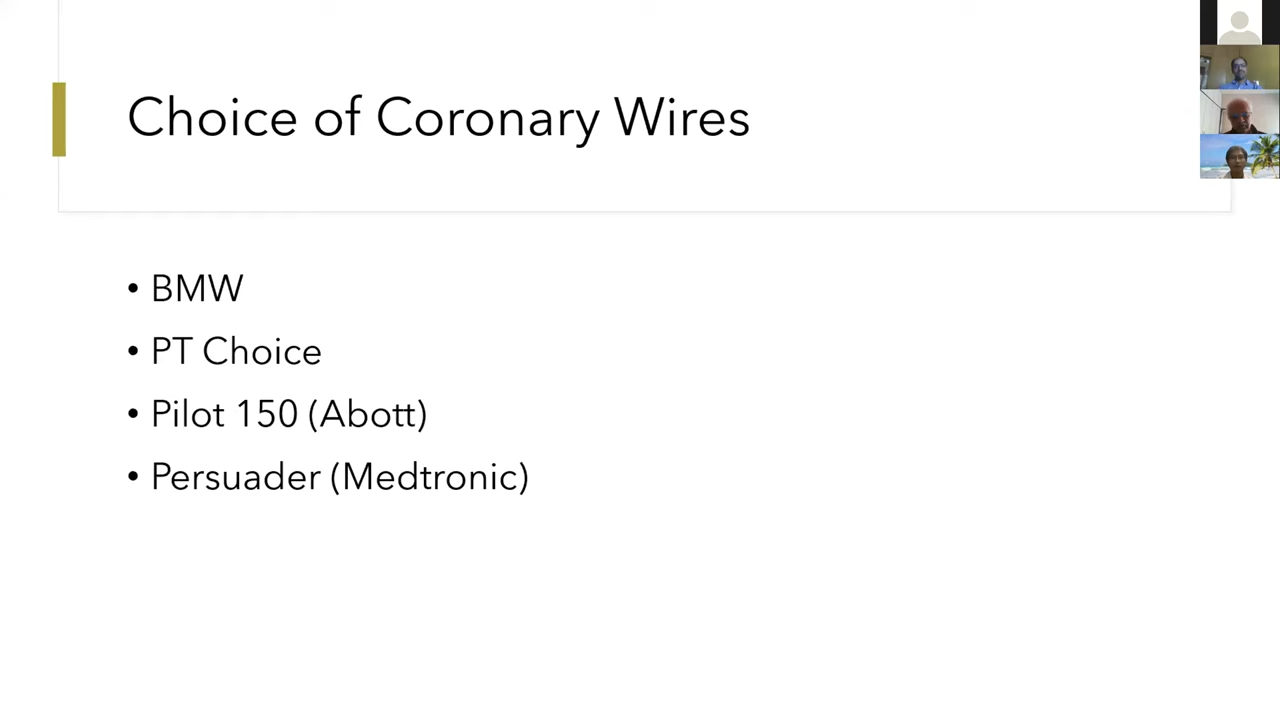 Choice of Coronary Wires
• BMW
• PT Choice
• Pilot 150 (Abott)
• Persuader (Medtronic)